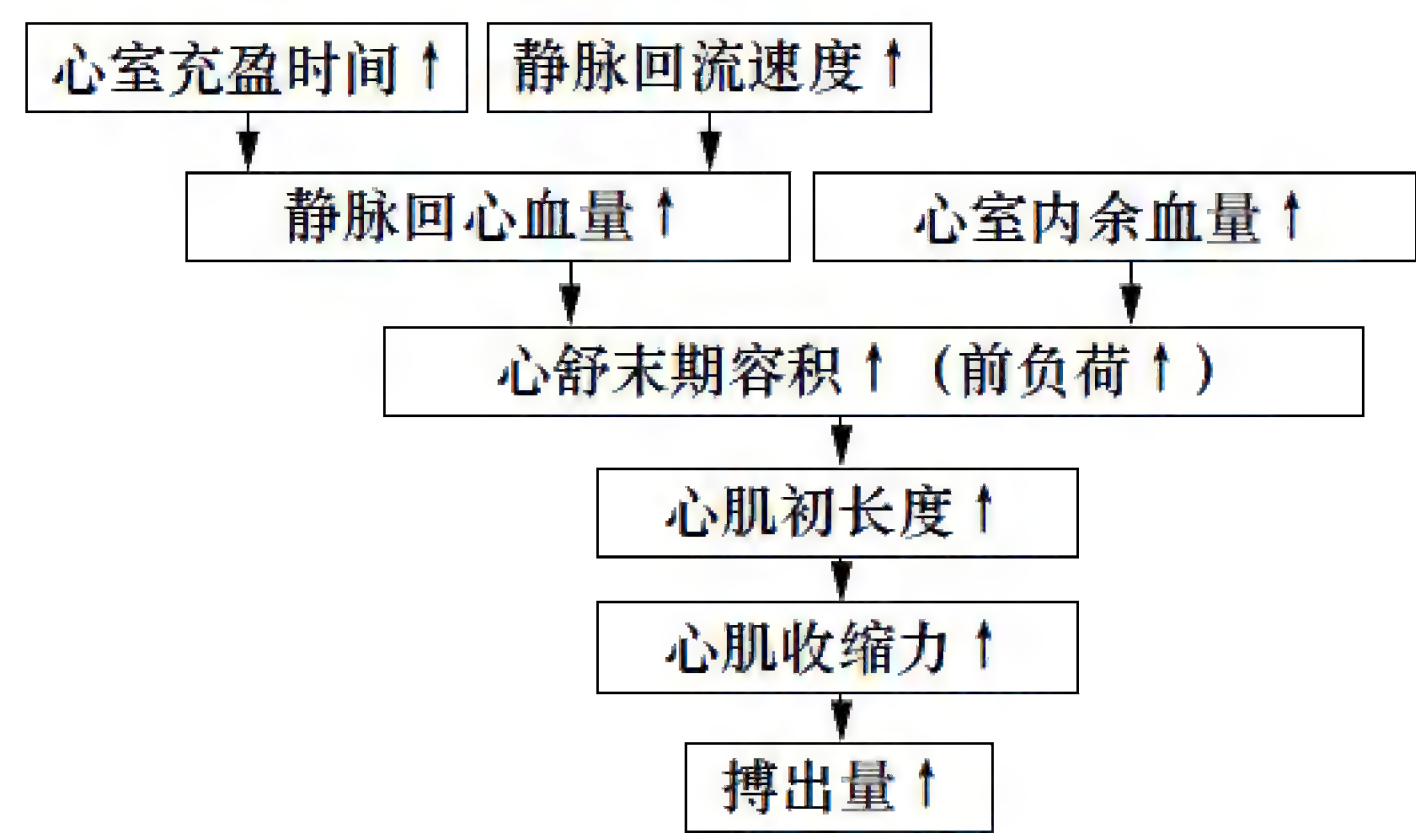 心室充盈时间↑
静脉回流速度↑
静脉回心血量↑
心室内余血量↑
心舒末期容积↑（前负荷↑）
心肌初长度↑
心肌收缩力↑
搏出量↑